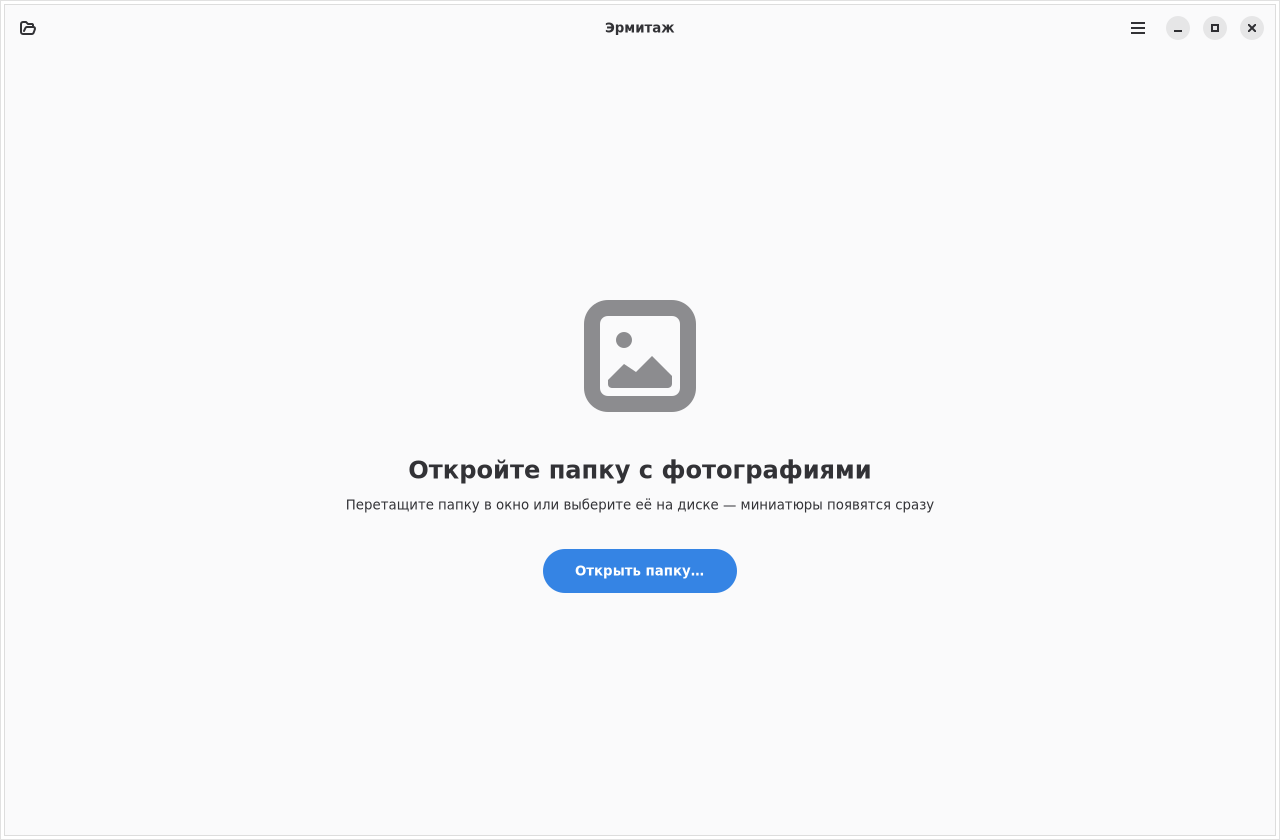 Эрмитаж
Откройте папку с фотографиями
Перетащите папку в окно или выберите её на диске — миниатюры появятся сразу
Открыть папку…